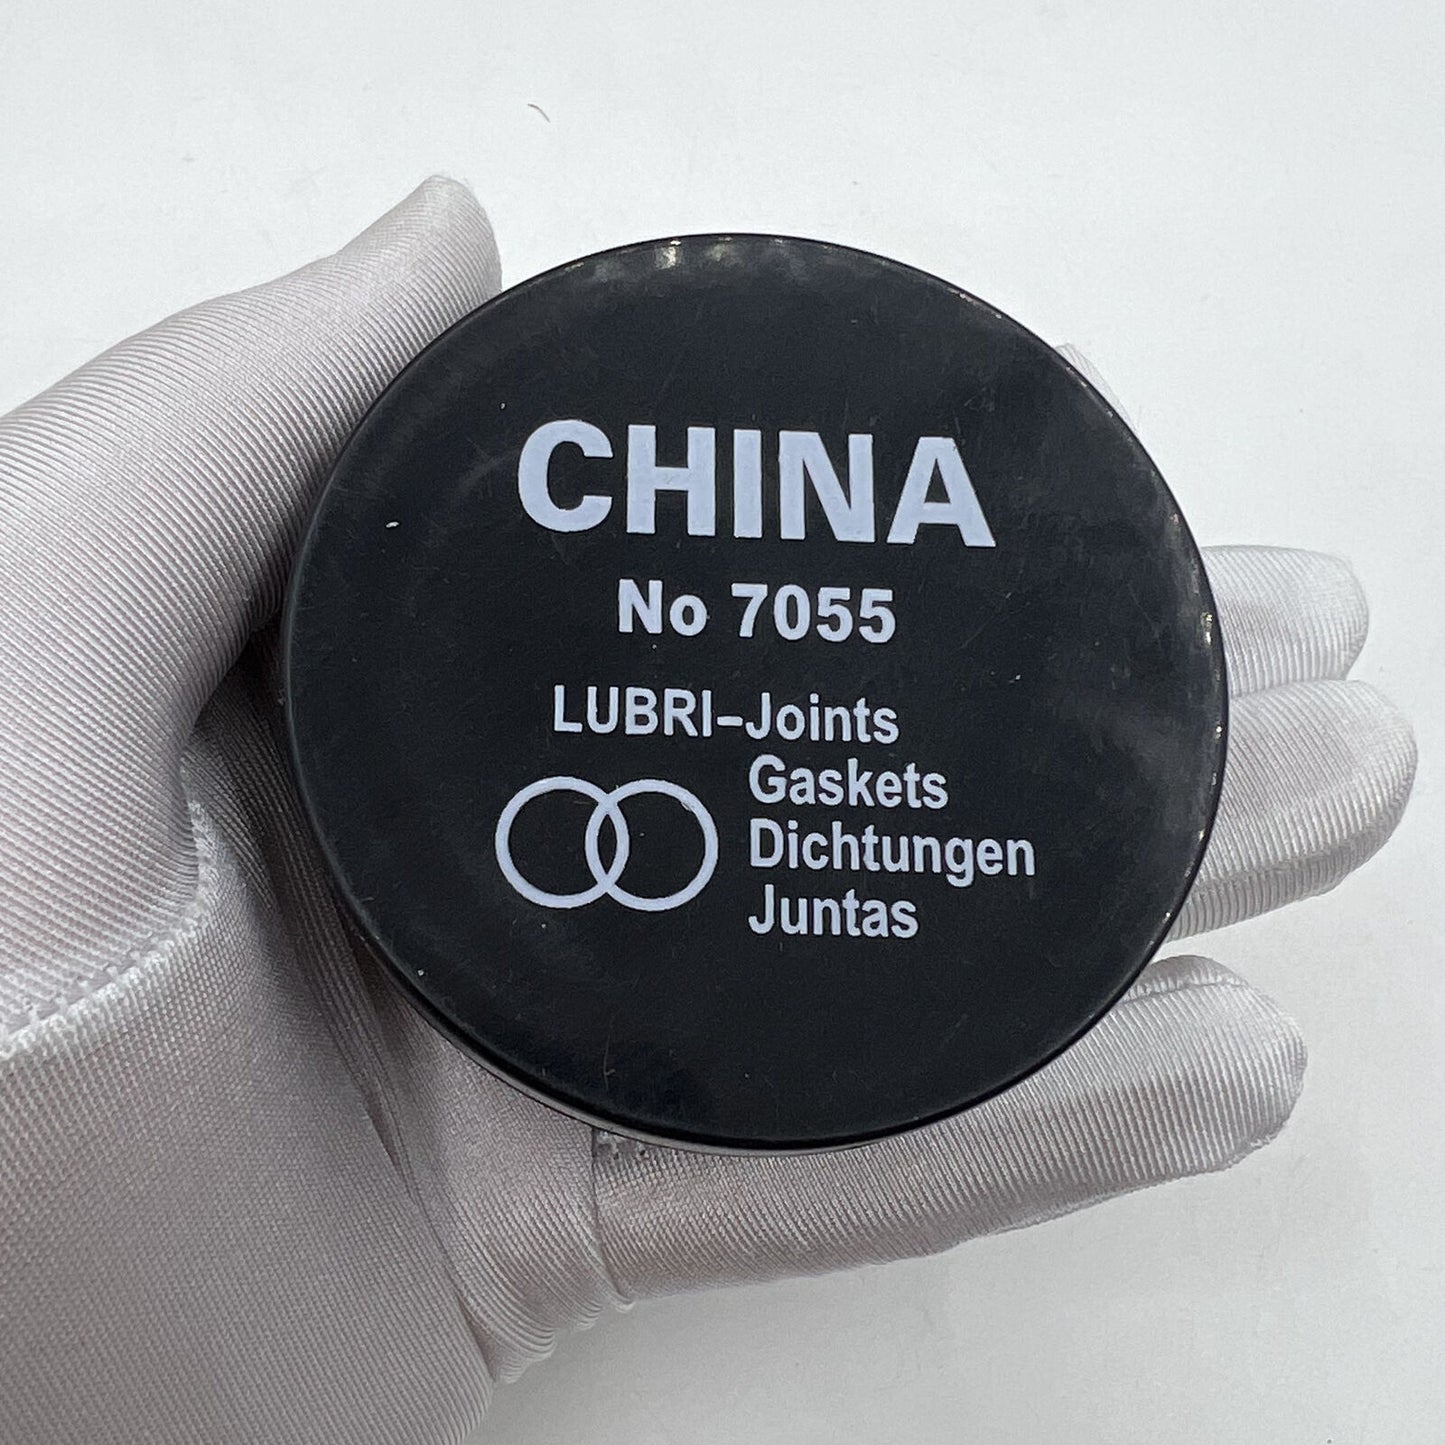 CHINA
No 7055
LUBRI-Joints
Gaskets
Dichtungen
Juntas